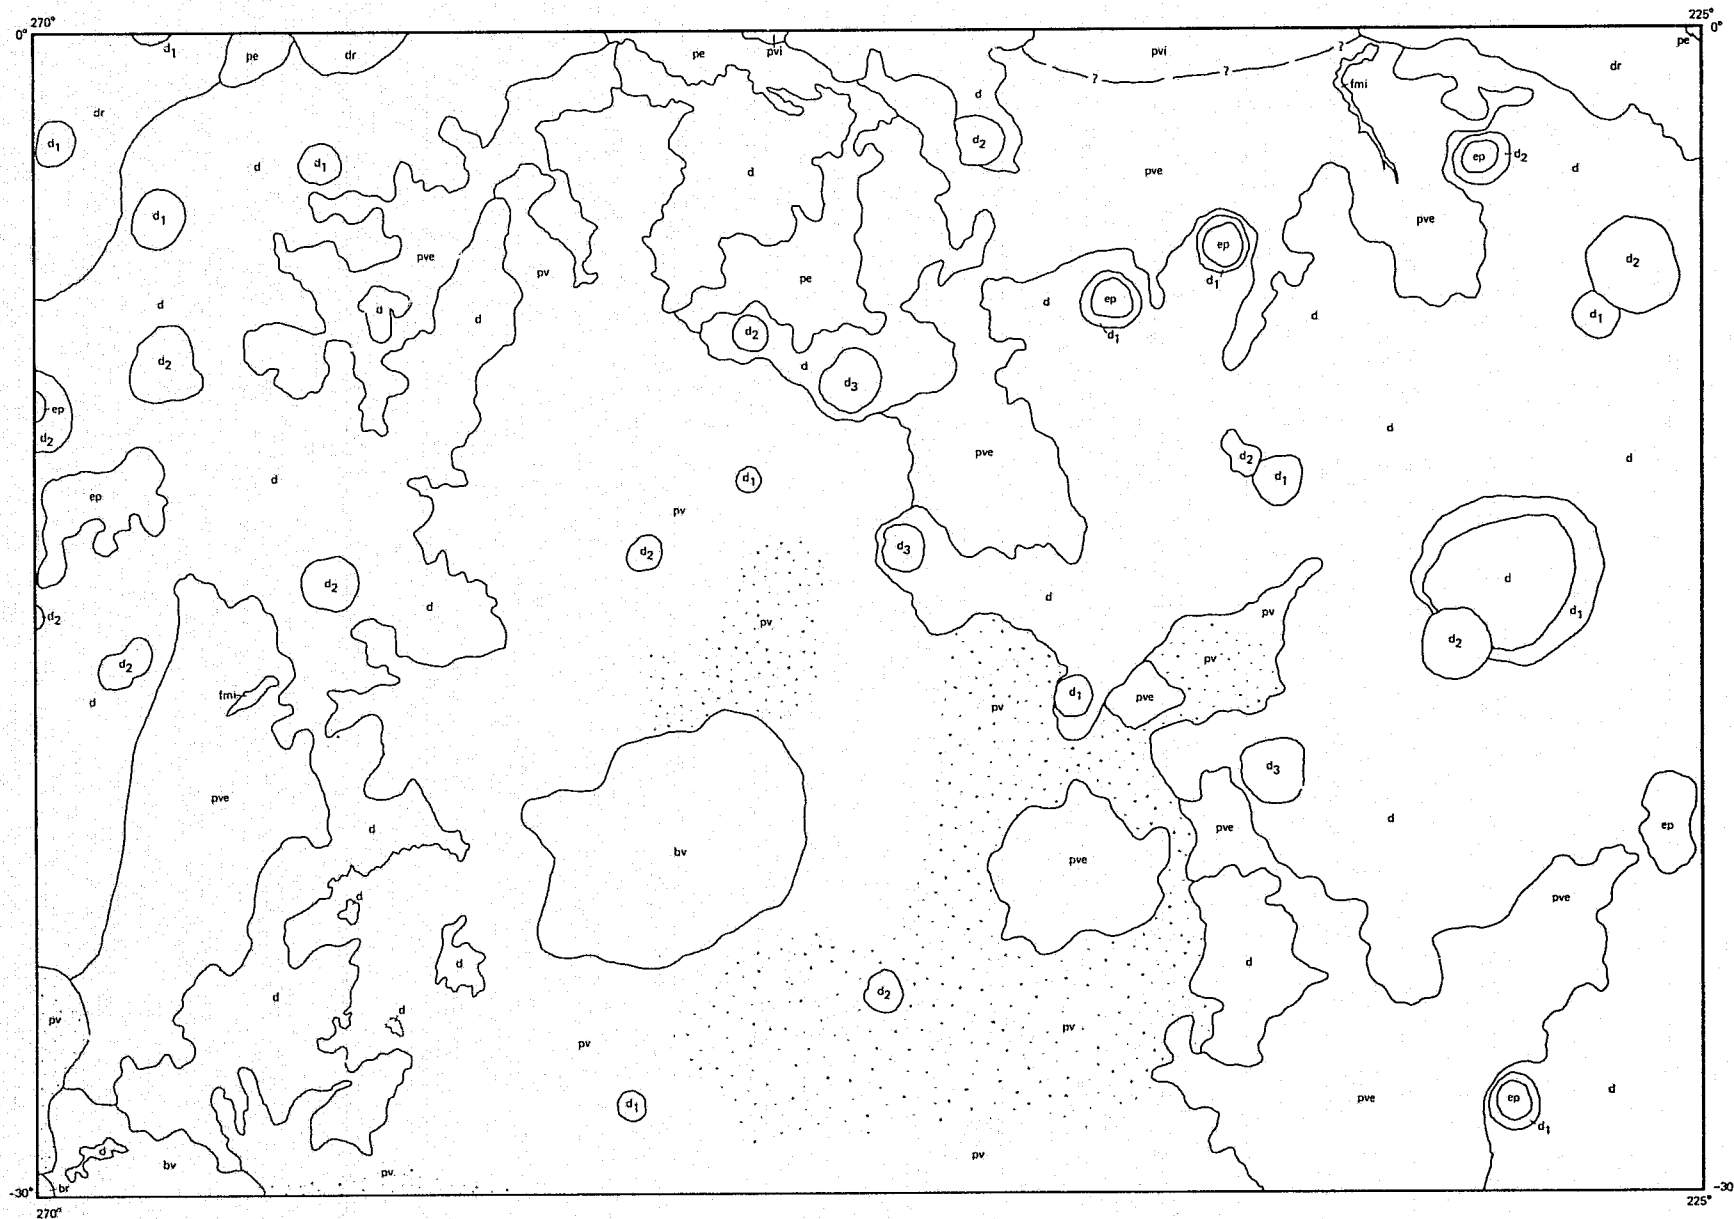 270° 225°
0° 0°
d1 pe dr pe pvi pvi pe
? ? ?
dr
fmi
dr d
d1 d2
d1 d ep d2
d d pve d
d1 pve
pve ep d2
pv pe d1
d d d ep d
d d1 d1
d2 d2
d
ep d3
d2 d
pve d2 d
d d1 d1
ep
pv
d2 d3
d2 d
d2 d d pv d1
d2 pv
d2
pv
d2 d1 pve
fmi pv
d
d3
pve
d pve d ep
bv pve
d pve
d d
d d2
d
pv pv
pv
d
d1 pve ep d
d1
d pv
bv
pv
br
-30° -30
270° 225°